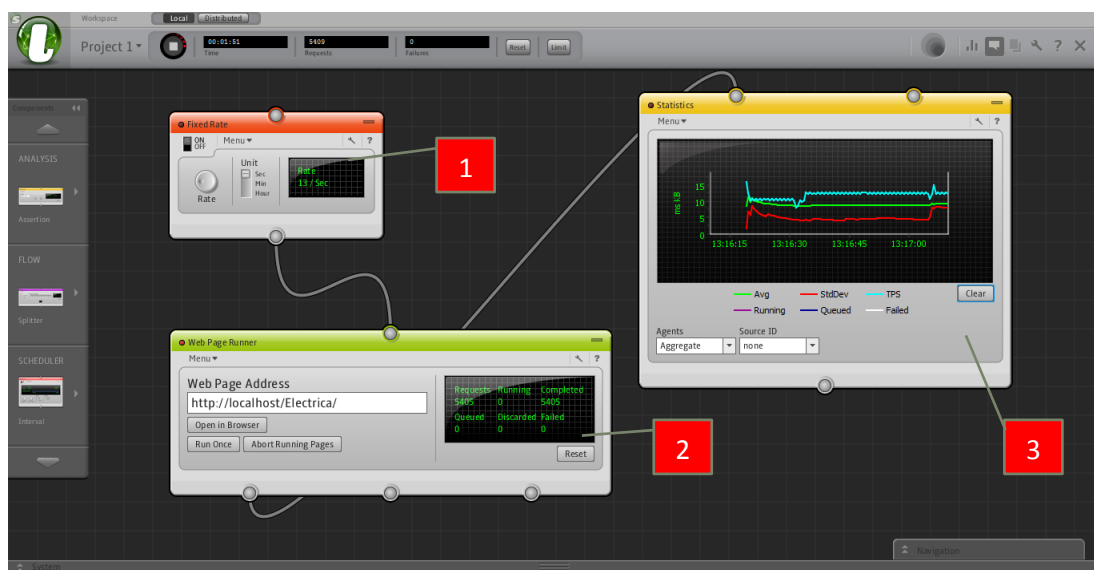 Workspace Local Distributed
Project 1
00:01:51 5409 0
Time Requests Failures Reset Limit
Components
ANALYSIS
Assertion
FLOW
Splitter
SCHEDULER
Interval
Fixed Rate
ON
OFF
Menu
?
Unit
Sec
Min
Hour
Rate
Rate
13 / Sec
1
Web Page Runner
Menu
?
Web Page Address
http://localhost/Electrica/
Open in Browser
Run Once Abort Running Pages
Requests Running Completed
5405 0 5405
Queued Discarded Failed
0 0 0
Reset
2
Statistics
Menu
?
ms kB
15
10
5
0
13:16:15 13:16:30 13:16:45 13:17:00
Avg StdDev TPS
Running Queued Failed
Clear
Agents Source ID
Aggregate none
3
Navigation
System